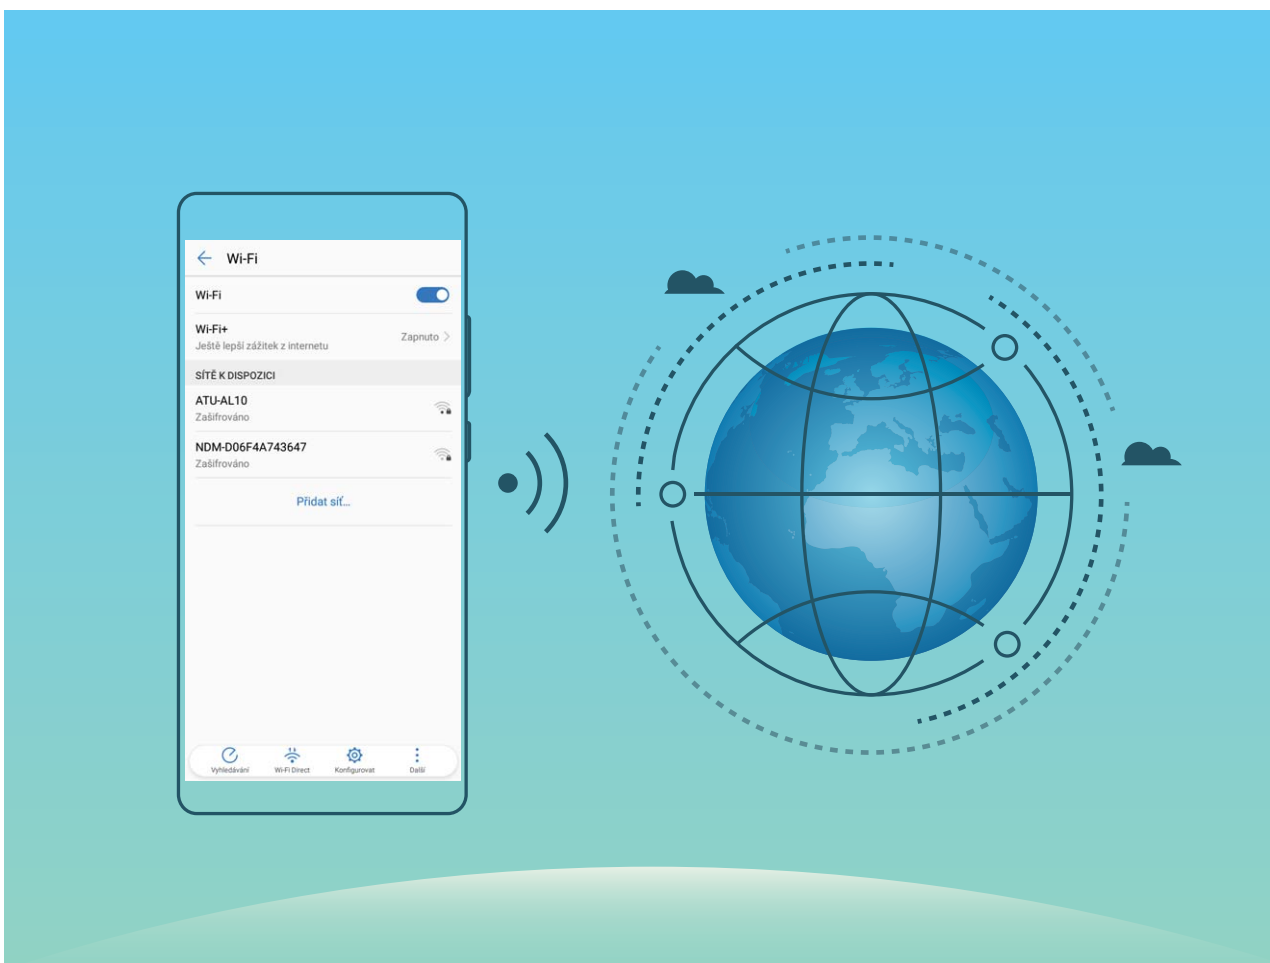 Wi-Fi
Wi-Fi
Wi-Fi+
Ještě lepší zážitek z internetu
Zapnuto
SÍTĚ K DISPOZICI
ATU-AL10
Zašifrováno
NDM-D06F4A743647
Zašifrováno
Přidat síť...
Vyhledávání Wi-Fi Direct Konfigurovat Další